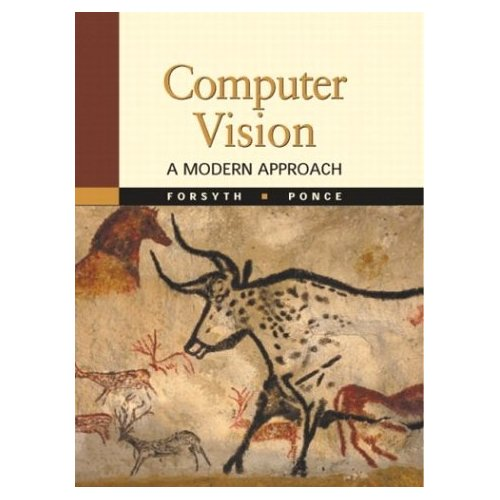 Computer
Vision
A MODERN APPROACH
FORSYTH ■ PONCE